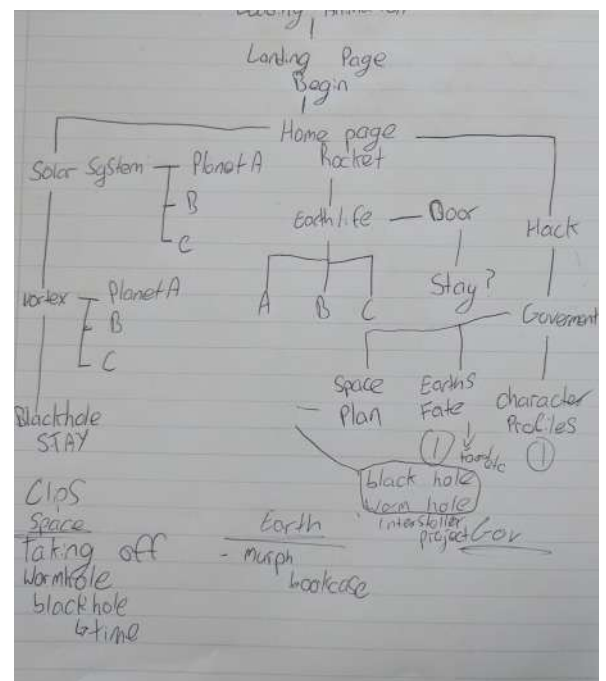 Landing Page
Begin
Home page
Rocket
Solar System Planet A
B
C
Earth life Door
Hack
A B C
Stay?
Vortex Planet A
B
C
Goverment
Space Plan
Earths Fate
character Profiles
1
1
Blackhole
STAY
black hole
Worm hole
interstellar
project Gov
Clips
Space
Taking off
Wormhole
blackhole
time
Earth
- murph
bookcase